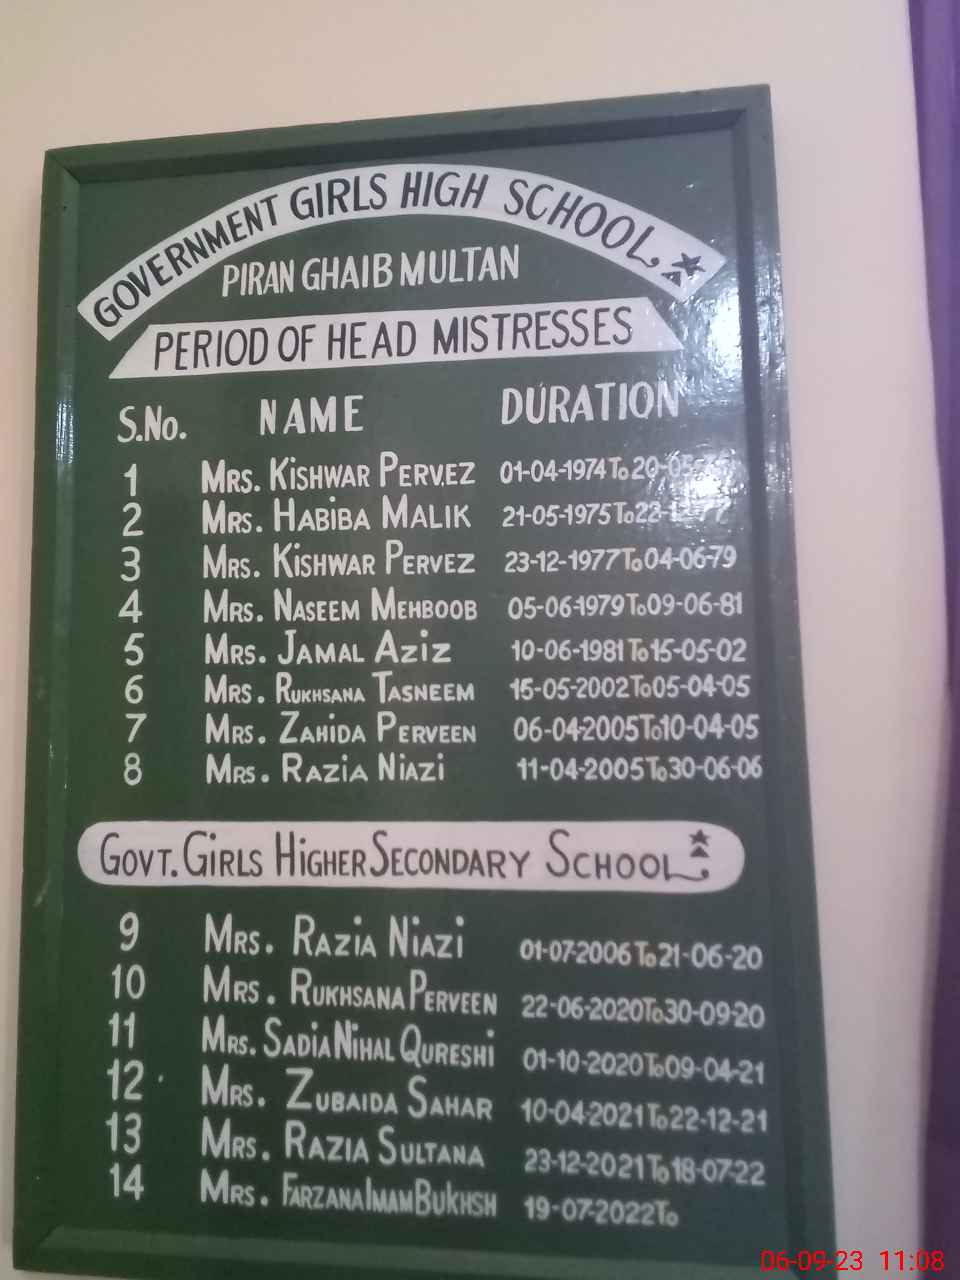 GOVERNMENT GIRLS HIGH SCHOOL
PIRAN GHAIB MULTAN
PERIOD OF HEAD MISTRESSES
S.No. NAME DURATION
1 MRS. KISHWAR PERVEZ 01-04-1974 To 20-05-75
2 MRS. HABIBA MALIK 21-05-1975 To
3 MRS. KISHWAR PERVEZ 23-12-1977 To 04-06-79
4 MRS. NASEEM MEHBOOB 05-06-1979 To 09-06-81
5 MRS. JAMAL AZIZ 10-06-1981 To 15-05-02
6 MRS. RUKHSANA TASNEEM 15-05-2002 To 05-04-05
7 MRS. ZAHIDA PERVEEN 06-04-2005 To 10-04-05
8 MRS. RAZIA NIAZI 11-04-2005 To 30-06-06
GOVT. GIRLS HIGHER SECONDARY SCHOOL
9 MRS. RAZIA NIAZI 01-07-2006 To 21-06-20
10 MRS. RUKHSANA PERVEEN 22-06-2020 To 30-09-20
11 MRS. SADIA NIHAL QURESHI 01-10-2020 To 09-04-21
12 MRS. ZUBAIDA SAHAR 10-04-2021 To 22-12-21
13 MRS. RAZIA SULTANA 23-12-2021 To 18-07-22
14 MRS. FARZANA IMAM BUKHSH 19-07-2022 To
06-09-23 11:08